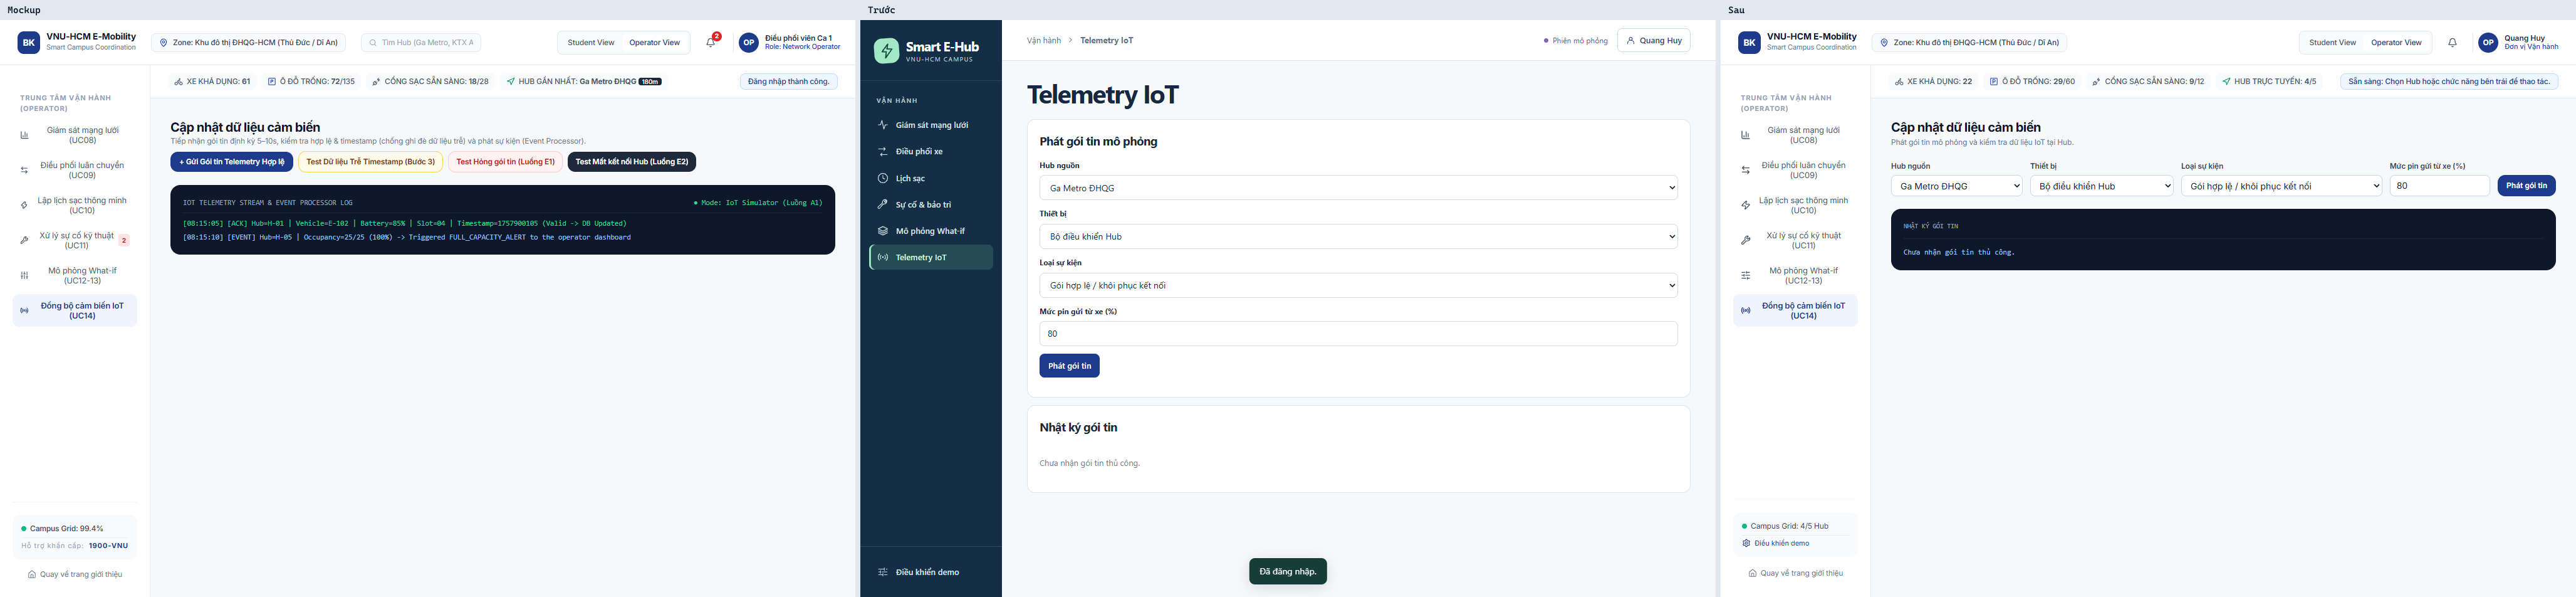 Mockup
BK
VNU-HCM E-Mobility
Smart Campus Coordination
Zone: Khu đô thị ĐHQG-HCM (Thủ Đức / Dĩ An)
Tìm Hub (Ga Metro, KTX A
Student View
Operator View
2
OP
Điều phối viên Ca 1
Role: Network Operator
XE KHẢ DỤNG: 61
Ô ĐỖ TRỐNG: 72/135
CỔNG SẠC SẴN SÀNG: 18/28
HUB GẦN NHẤT: Ga Metro ĐHQG 180m
Đăng nhập thành công.
TRUNG TÂM VẬN HÀNH
(OPERATOR)
Giám sát mạng lưới
(UC08)
Điều phối luân chuyển
(UC09)
Lập lịch sạc thông minh
(UC10)
Xử lý sự cố kỹ thuật
(UC11)
2
Mô phỏng What-if
(UC12-13)
Đồng bộ cảm biến IoT
(UC14)
Campus Grid: 99.4%
Hỗ trợ khẩn cấp: 1900-VNU
Quay về trang giới thiệu
Cập nhật dữ liệu cảm biến
Tiếp nhận gói tin định kỳ 5–10s, kiểm tra hợp lệ & timestamp (chống ghi đè dữ liệu trễ) và phát sự kiện (Event Processor).
+ Gửi Gói tin Telemetry Hợp lệ
Test Dữ liệu Trễ Timestamp (Bước 3)
Test Hỏng gói tin (Luồng E1)
Test Mất kết nối Hub (Luồng E2)
IOT TELEMETRY STREAM & EVENT PROCESSOR LOG
● Mode: IoT Simulator (Luồng A1)
[08:15:05] [ACK] Hub=H-01 | Vehicle=E-102 | Battery=85% | Slot=04 | Timestamp=1757900105 (Valid -> DB Updated)
[08:15:10] [EVENT] Hub=H-05 | Occupancy=25/25 (100%) -> Triggered FULL_CAPACITY_ALERT to the operator dashboard
Trước
Smart E-Hub
VNU-HCM CAMPUS
VẬN HÀNH
Giám sát mạng lưới
Điều phối xe
Lịch sạc
Sự cố & bảo trì
Mô phỏng What-if
Telemetry IoT
Điều khiển demo
Vận hành > Telemetry IoT
Phiên mô phỏng
Quang Huy
Telemetry IoT
Phát gói tin mô phỏng
Hub nguồn
Ga Metro ĐHQG
Thiết bị
Bộ điều khiển Hub
Loại sự kiện
Gói hợp lệ / khôi phục kết nối
Mức pin gửi từ xe (%)
80
Phát gói tin
Nhật ký gói tin
Chưa nhận gói tin thủ công.
Đã đăng nhập.
Sau
BK
VNU-HCM E-Mobility
Smart Campus Coordination
Zone: Khu đô thị ĐHQG-HCM (Thủ Đức / Dĩ An)
Student View
Operator View
OP
Quang Huy
Đơn vị Vận hành
XE KHẢ DỤNG: 22
Ô ĐỖ TRỐNG: 29/60
CỔNG SẠC SẴN SÀNG: 9/12
HUB TRỰC TUYẾN: 4/5
Sẵn sàng: Chọn Hub hoặc chức năng bên trái để thao tác.
TRUNG TÂM VẬN HÀNH
(OPERATOR)
Giám sát mạng lưới
(UC08)
Điều phối luân chuyển
(UC09)
Lập lịch sạc thông minh
(UC10)
Xử lý sự cố kỹ thuật
(UC11)
Mô phỏng What-if
(UC12-13)
Đồng bộ cảm biến IoT
(UC14)
Campus Grid: 4/5 Hub
Điều khiển demo
Quay về trang giới thiệu
Cập nhật dữ liệu cảm biến
Phát gói tin mô phỏng và kiểm tra dữ liệu IoT tại Hub.
Hub nguồn
Thiết bị
Loại sự kiện
Mức pin gửi từ xe (%)
Ga Metro ĐHQG
Bộ điều khiển Hub
Gói hợp lệ / khôi phục kết nối
80
Phát gói tin
NHẬT KÝ GÓI TIN
Chưa nhận gói tin thủ công.